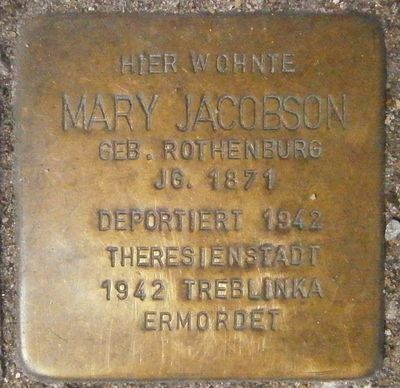 HIER WOHNTE
MARY JACOBSON
GEB. ROTHENBURG
JG. 1871
DEPORTIERT 1942
THERESIENSTADT
1942 TREBLINKA
ERMORDET